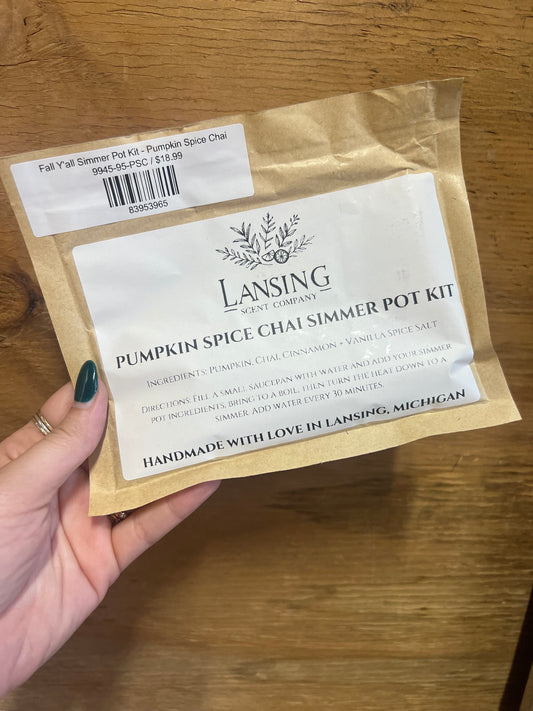 Fall Y'all Simmer Pot Kit - Pumpkin Spice Chai
9945-95-PSC / $18.99
83953965
LANSING
SCENT COMPANY
PUMPKIN SPICE CHAI SIMMER POT KIT
INGREDIENTS: PUMPKIN, CHAI, CINNAMON + VANILLA SPICE SALT
DIRECTIONS: FILL A SMALL SAUCEPAN WITH WATER AND ADD YOUR SIMMER
POT INGREDIENTS, BRING TO A BOIL, THEN TURN THE HEAT DOWN TO A
SIMMER. ADD WATER EVERY 30 MINUTES.
HANDMADE WITH LOVE IN LANSING, MICHIGAN